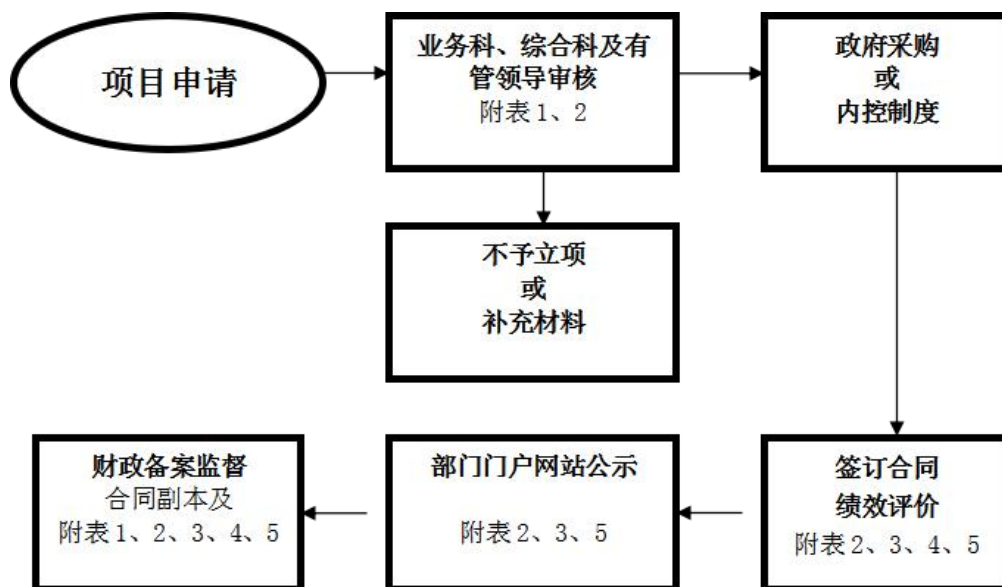 项目申请
业务科、综合科及有
管领导审核
附表 1、2
政府采购
或
内控制度
不予立项
或
补充材料
财政备案监督
合同副本及
附表 1、2、3、4、5
部门门户网站公示
附表 2、3、5
签订合同
绩效评价
附表 2、3、4、5